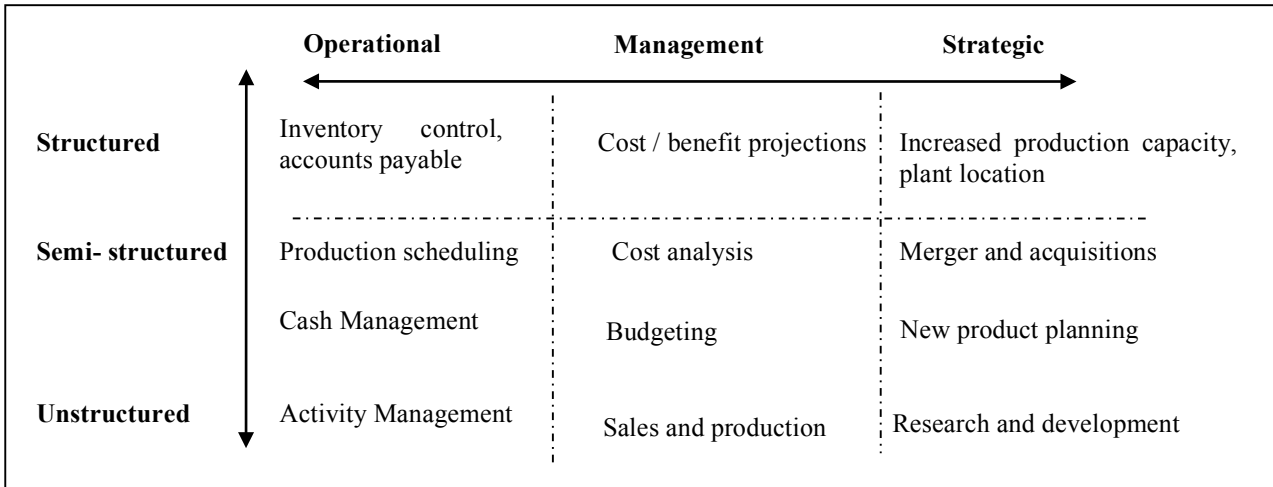 Operational Management Strategic
Structured Inventory control, Cost / benefit projections Increased production capacity,
accounts payable plant location
Semi- structured Production scheduling Cost analysis Merger and acquisitions
Cash Management Budgeting New product planning
Unstructured Activity Management Sales and production Research and development